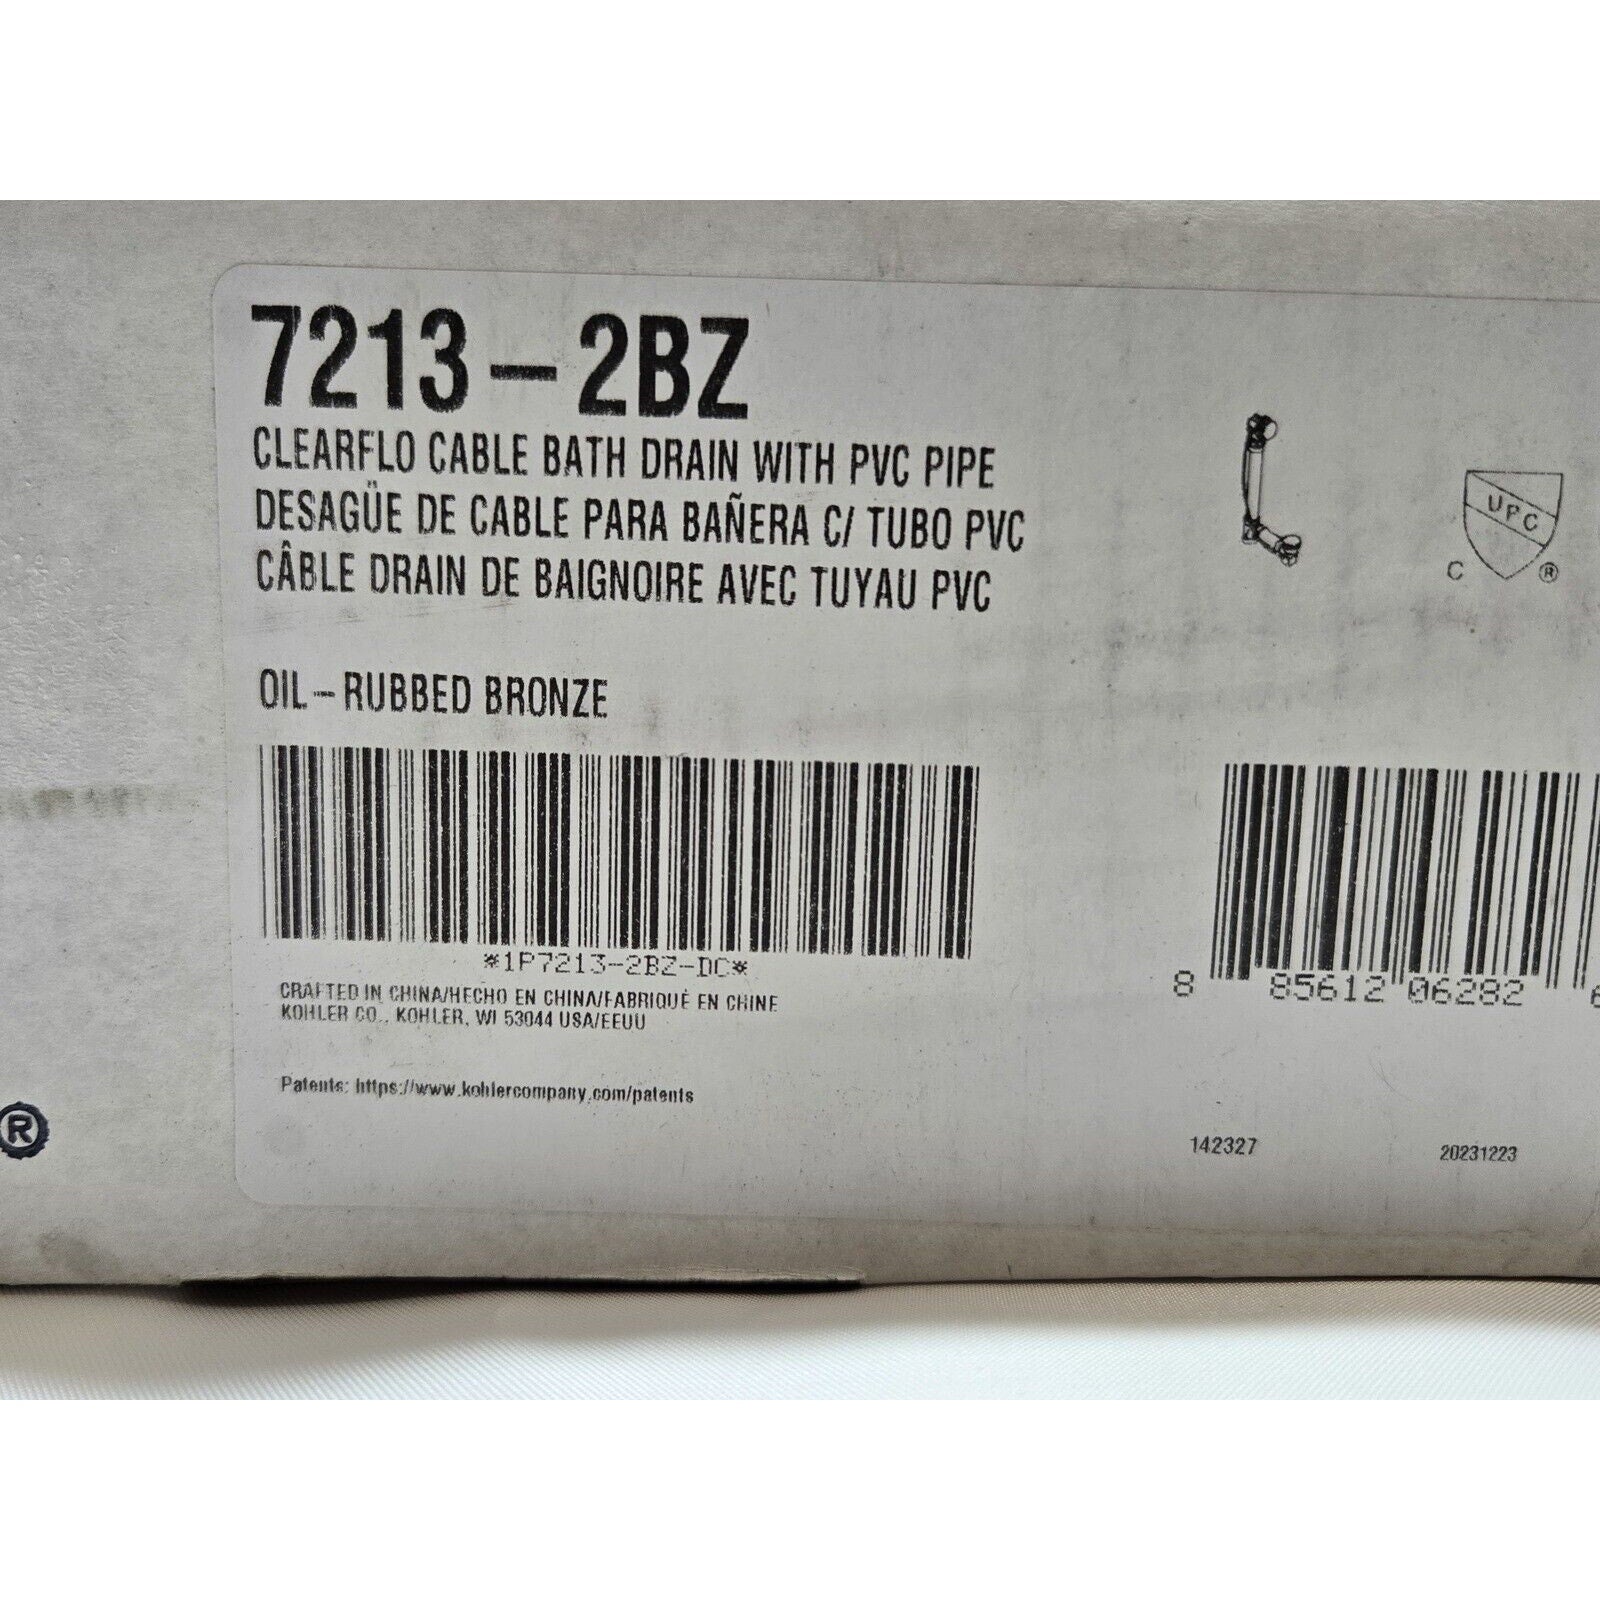 7213-2BZ
CLEARFLO CABLE BATH DRAIN WITH PVC PIPE
DESAGÜE DE CABLE PARA BAÑERA C/ TUBO PVC
CÂBLE DRAIN DE BAIGNOIRE AVEC TUYAU PVC
UPC
C ®
OIL-RUBBED BRONZE
*1P7213-2BZ-DC*
8 85612 06282 6
CRAFTED IN CHINA/HECHO EN CHINA/FABRIQUÉ EN CHINE
KOHLER CO., KOHLER, WI 53044 USA/EEUU
Patents: https://www.kohlercompany.com/patents
®
142327 20231223